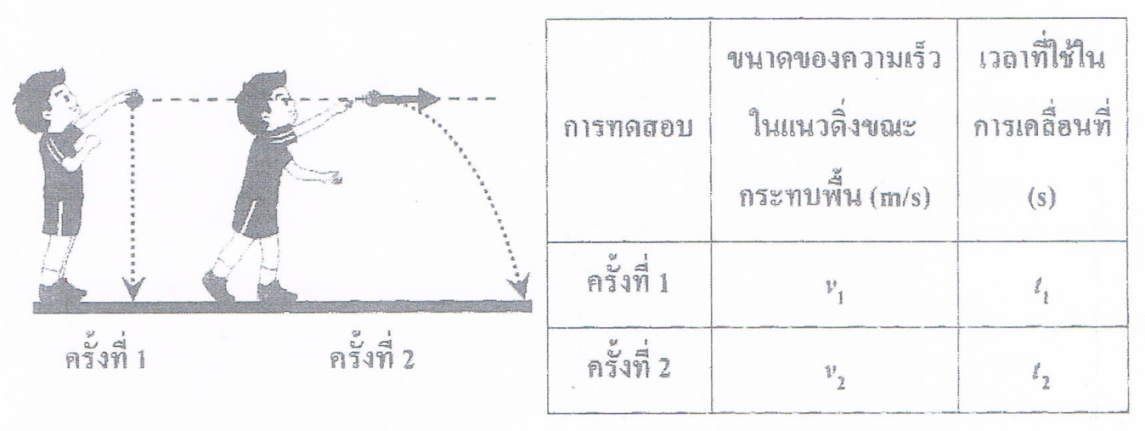 ครั้งที่ 1
ครั้งที่ 2
การทดสอบ
ขนาดของความเร็ว
ในแนวดิ่งขณะ
กระทบพื้น (m/s)
เวลาที่ใช้ใน
การเคลื่อนที่
(s)
ครั้งที่ 1
v₁
t₁
ครั้งที่ 2
v₂
t₂